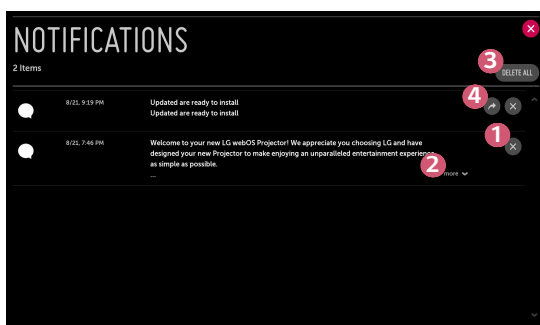 NOTIFICATIONS
2 Items
3
DELETE ALL
4
8/21, 9:19 PM
Updated are ready to install
Updated are ready to install
1
8/21, 7:46 PM
Welcome to your new LG webOS Projector! We appreciate you choosing LG and have
designed your new Projector to make enjoying an unparalleled entertainment experience
as simple as possible.
...
2
more